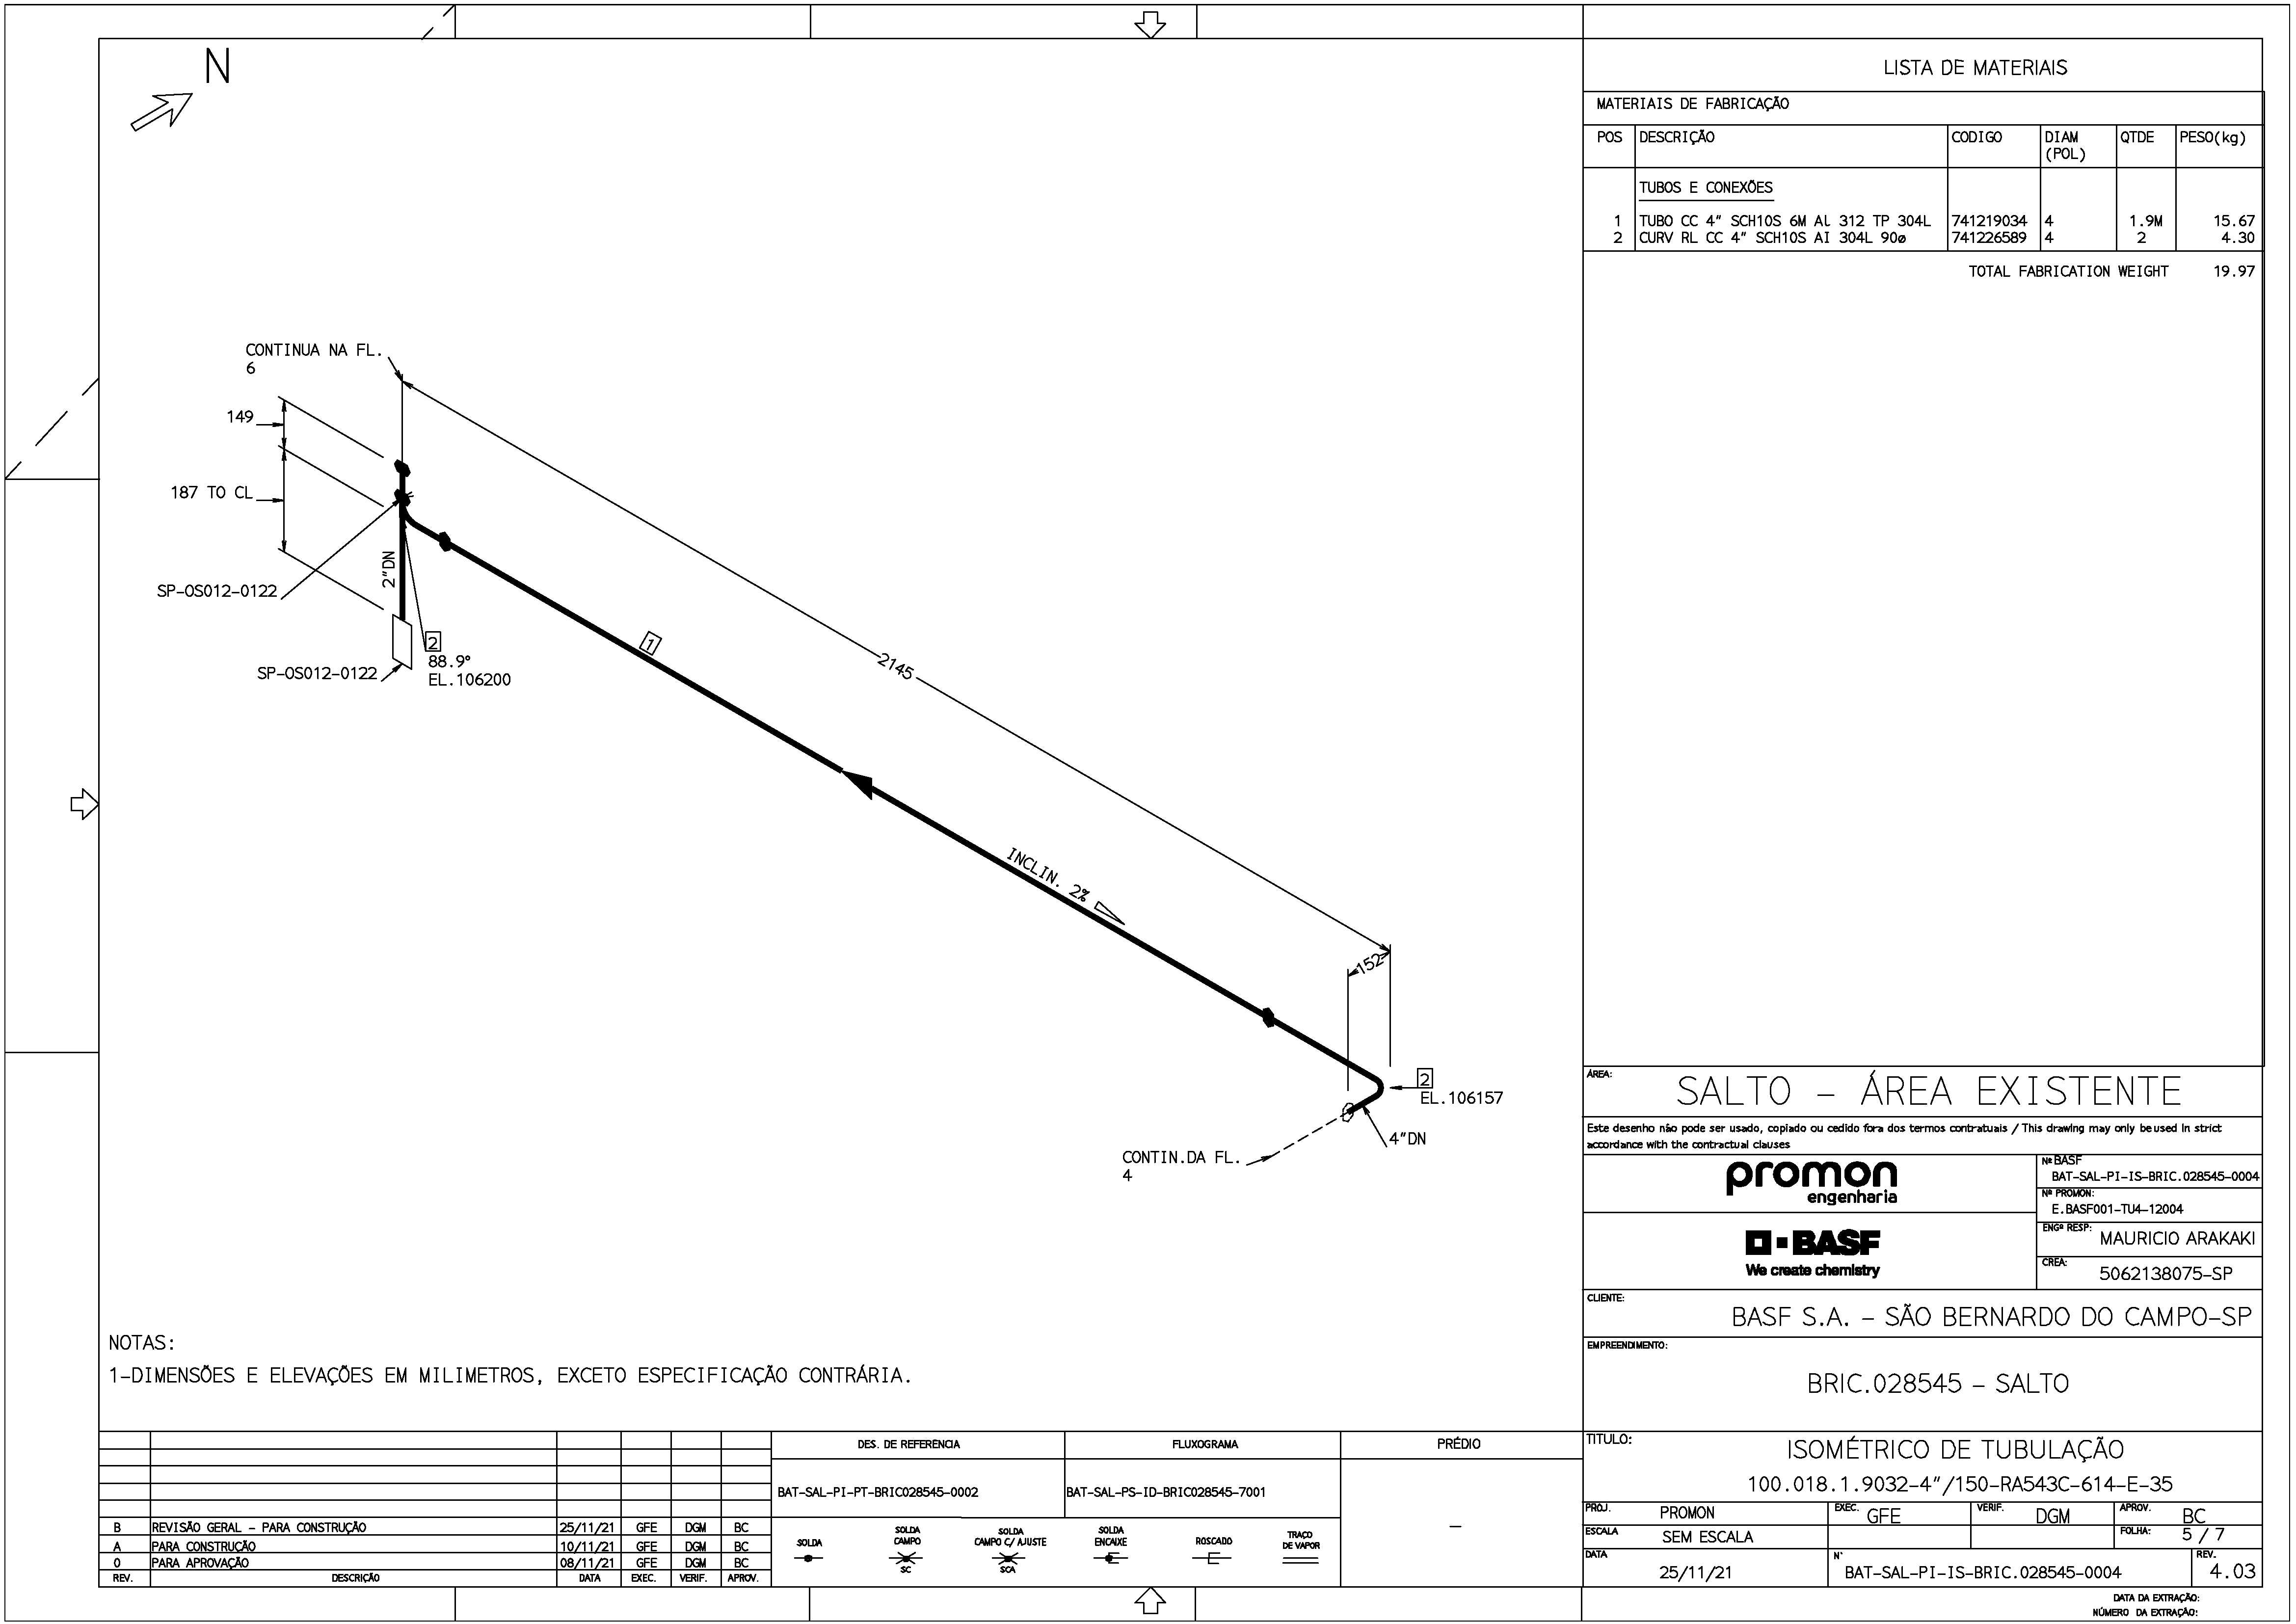 N
LISTA DE MATERIAIS
MATERIAIS DE FABRICAÇÃO
POS DESCRIÇÃO CODIGO DIAM (POL) QTDE PESO(kg)
TUBOS E CONEXÕES
1 TUBO CC 4" SCH10S 6M Al 312 TP 304L 741219034 4 1.9M 15.67
2 CURV RL CC 4" SCH10S AI 304L 90ø 741226589 4 2 4.30
TOTAL FABRICATION WEIGHT 19.97
CONTINUA NA FL.
6
149
187 TO CL
2"DN
SP-OS012-0122
2
88.9°
EL.106200
SP-OS012-0122
1
2145
INCLIN. 2%
152
2
EL.106157
4"DN
CONTIN.DA FL.
4
NOTAS:
1-DIMENSÕES E ELEVAÇÕES EM MILIMETROS, EXCETO ESPECIFICAÇÃO CONTRÁRIA.
ÁREA:
SALTO - ÁREA EXISTENTE
Este desenho não pode ser usado, copiado ou cedido fora dos termos contratuais / This drawing may only be used in strict
accordance with the contractual clauses
promon
engenharia
Nº BASF
BAT-SAL-PI-IS-BRIC.028545-0004
Nº PROMON:
E.BASF001-TU4-12004
BASF
We create chemistry
ENGº RESP: MAURICIO ARAKAKI
CREA:
5062138075-SP
CLIENTE:
BASF S.A. - SÃO BERNARDO DO CAMPO-SP
EMPREENDIMENTO:
BRIC.028545 - SALTO
TITULO:
ISOMÉTRICO DE TUBULAÇÃO
100.018.1.9032-4"/150-RA543C-614-E-35
PROJ. PROMON EXEC. GFE VERIF. DGM APROV. BC
ESCALA SEM ESCALA FOLHA: 5 / 7
DATA 25/11/21 N° BAT-SAL-PI-IS-BRIC.028545-0004 REV. 4.03
DATA DA EXTRAÇÃO:
NÚMERO DA EXTRAÇÃO:
B REVISÃO GERAL - PARA CONSTRUÇÃO 25/11/21 GFE DGM BC
A PARA CONSTRUÇÃO 10/11/21 GFE DGM BC
0 PARA APROVAÇÃO 08/11/21 GFE DGM BC
REV. DESCRIÇÃO DATA EXEC. VERIF. APROV.
DES. DE REFERÊNCIA FLUXOGRAMA PRÉDIO
BAT-SAL-PI-PT-BRIC028545-0002 BAT-SAL-PS-ID-BRIC028545-7001
-
SOLDA
SOLDA CAMPO
SC
SOLDA CAMPO C/ AJUSTE
SCA
SOLDA ENCAIXE
ROSCADO
TRAÇO DE VAPOR